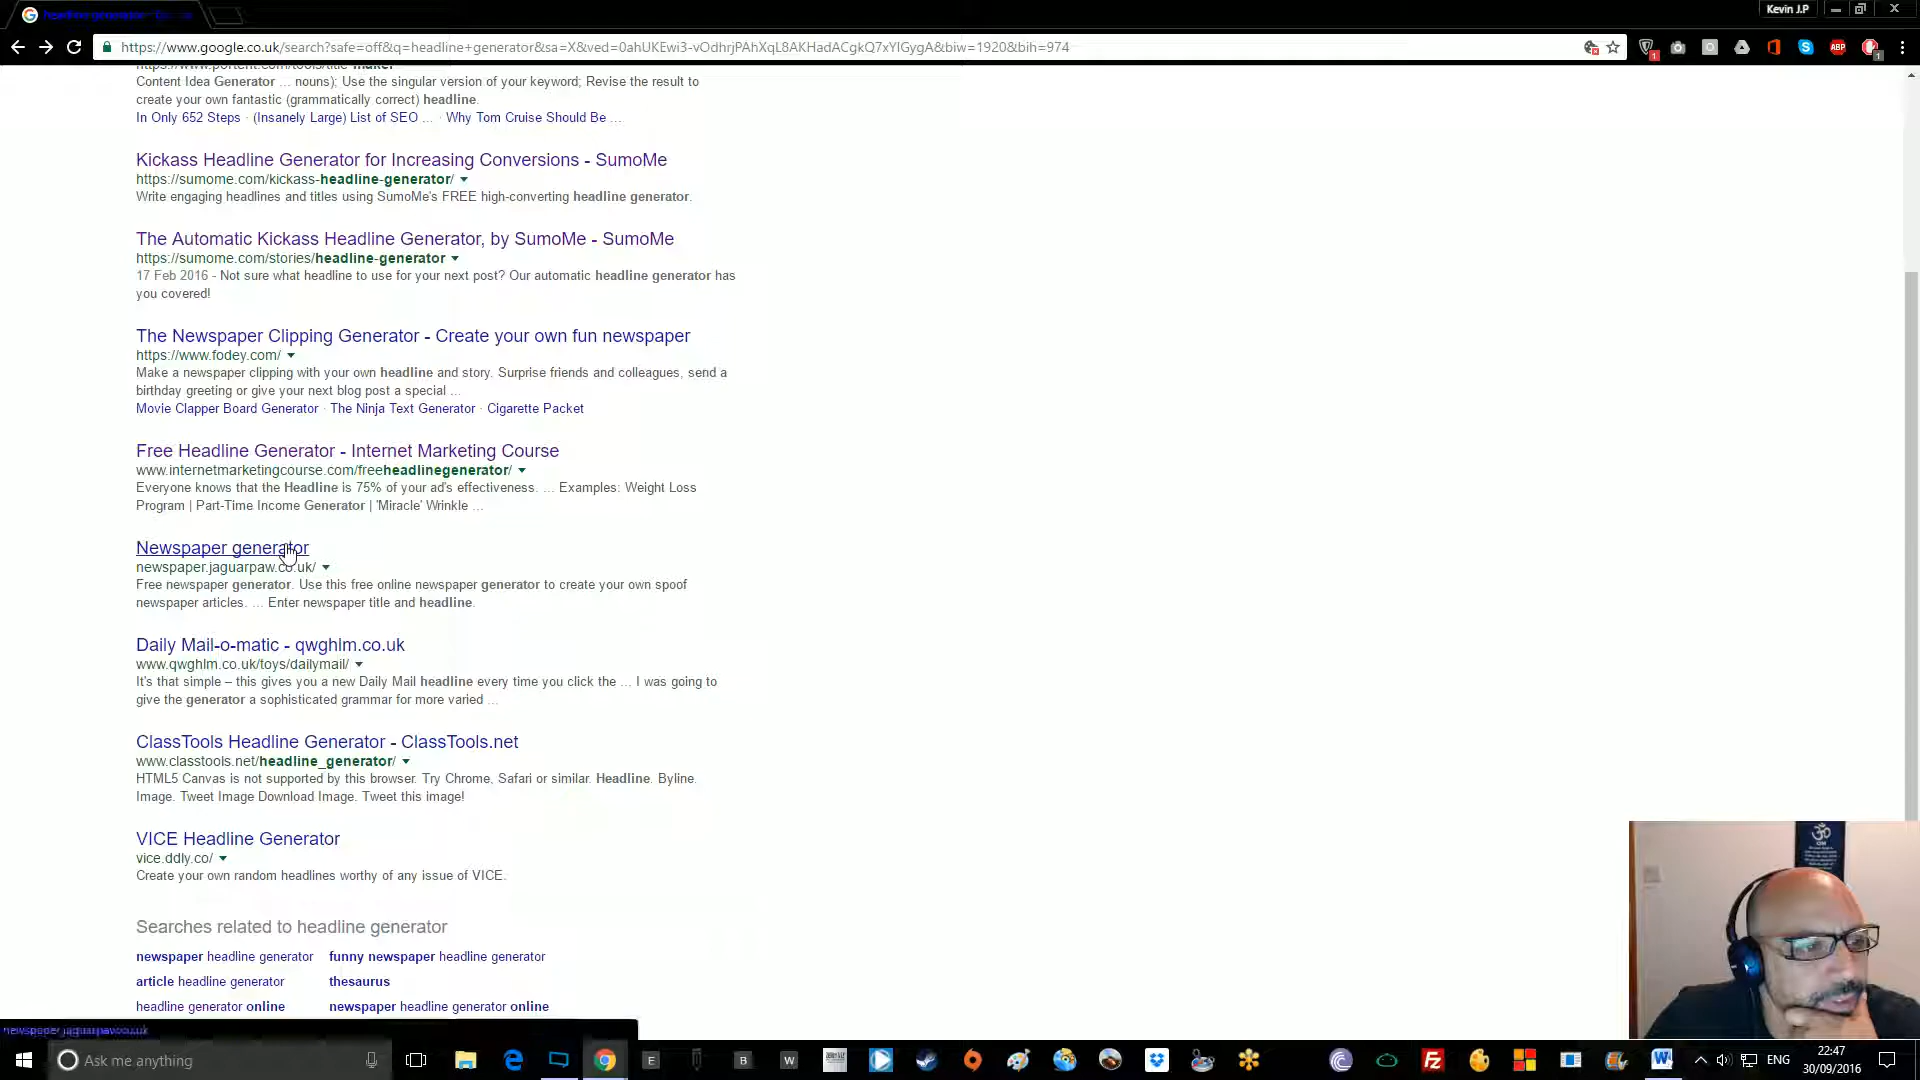 headline generator - Go
Kevin J.P
https://www.google.co.uk/search?safe=off&q=headline+generator&sa=X&ved=0ahUKEwi3-vOdhrjPAhXqL8AKHadACgkQ7xYIGygA&biw=1920&bih=974
https://www.portent.com/tools/title-maker
Content Idea Generator ... nouns); Use the singular version of your keyword; Revise the result to
create your own fantastic (grammatically correct) headline.
In Only 652 Steps · (Insanely Large) List of SEO ... · Why Tom Cruise Should Be ...
Kickass Headline Generator for Increasing Conversions - SumoMe
https://sumome.com/kickass-headline-generator/
Write engaging headlines and titles using SumoMe's FREE high-converting headline generator.
The Automatic Kickass Headline Generator, by SumoMe - SumoMe
https://sumome.com/stories/headline-generator
17 Feb 2016 - Not sure what headline to use for your next post? Our automatic headline generator has
you covered!
The Newspaper Clipping Generator - Create your own fun newspaper
https://www.fodey.com/
Make a newspaper clipping with your own headline and story. Surprise friends and colleagues, send a
birthday greeting or give your next blog post a special ...
Movie Clapper Board Generator · The Ninja Text Generator · Cigarette Packet
Free Headline Generator - Internet Marketing Course
www.internetmarketingcourse.com/freeheadlinegenerator/
Everyone knows that the Headline is 75% of your ad's effectiveness. ... Examples: Weight Loss
Program | Part-Time Income Generator | 'Miracle' Wrinkle ...
Newspaper generator
newspaper.jaguarpaw.co.uk/
Free newspaper generator. Use this free online newspaper generator to create your own spoof
newspaper articles. ... Enter newspaper title and headline.
Daily Mail-o-matic - qwghlm.co.uk
www.qwghlm.co.uk/toys/dailymail/
It's that simple – this gives you a new Daily Mail headline every time you click the ... I was going to
give the generator a sophisticated grammar for more varied ...
ClassTools Headline Generator - ClassTools.net
www.classtools.net/headline_generator/
HTML5 Canvas is not supported by this browser. Try Chrome, Safari or similar. Headline. Byline.
Image. Tweet Image Download Image. Tweet this image!
VICE Headline Generator
vice.ddly.co/
Create your own random headlines worthy of any issue of VICE.
Searches related to headline generator
newspaper headline generator funny newspaper headline generator
article headline generator thesaurus
headline generator online newspaper headline generator online
newspaper.jaguarpaw.co.uk
Ask me anything
ENG
22:47
30/09/2016